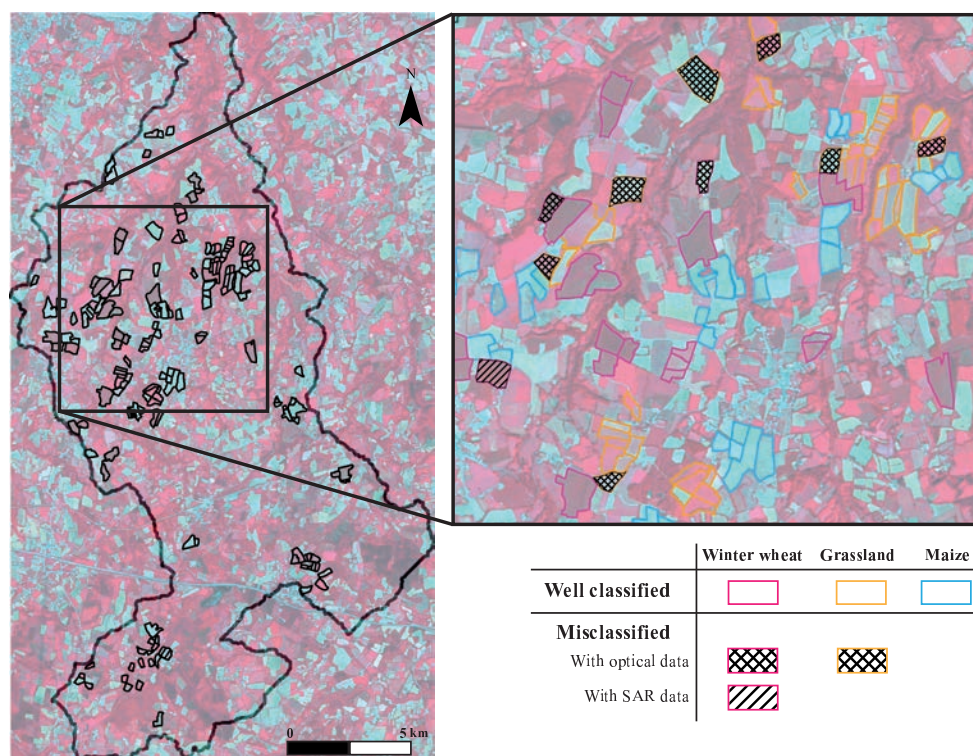 N
0 5 km
Winter wheat Grassland Maize
Well classified
Misclassified
With optical data
With SAR data